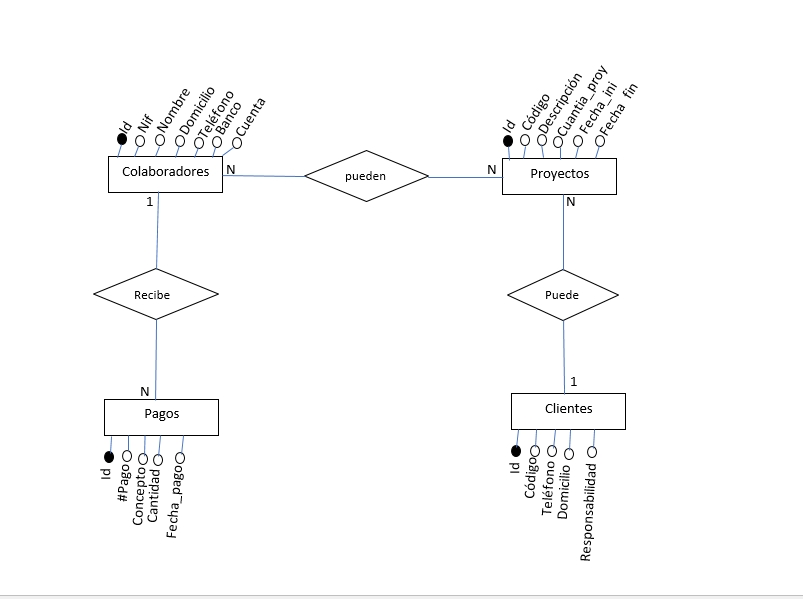 Id
Nif
Nombre
Domicilio
Teléfono
Banco
Cuenta
Id
Código
Descripción
Cuantia_proy
Fecha_ini
Fecha_fin
Colaboradores
N
pueden
N
Proyectos
1
N
Recibe
Puede
N
1
Pagos
Clientes
Id
#Pago
Concepto
Cantidad
Fecha_pago
Id
Código
Teléfono
Domicilio
Responsabilidad